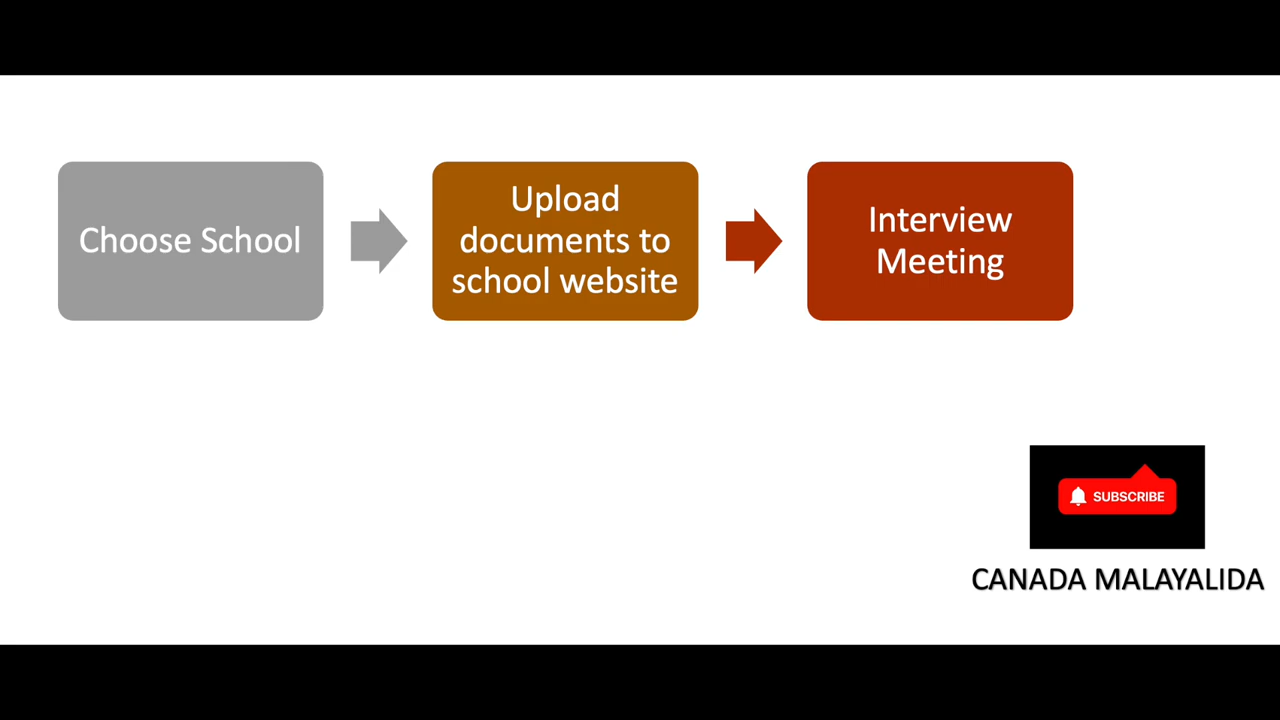 Choose School
Upload
documents to
school website
Interview
Meeting
SUBSCRIBE
CANADA MALAYALIDA